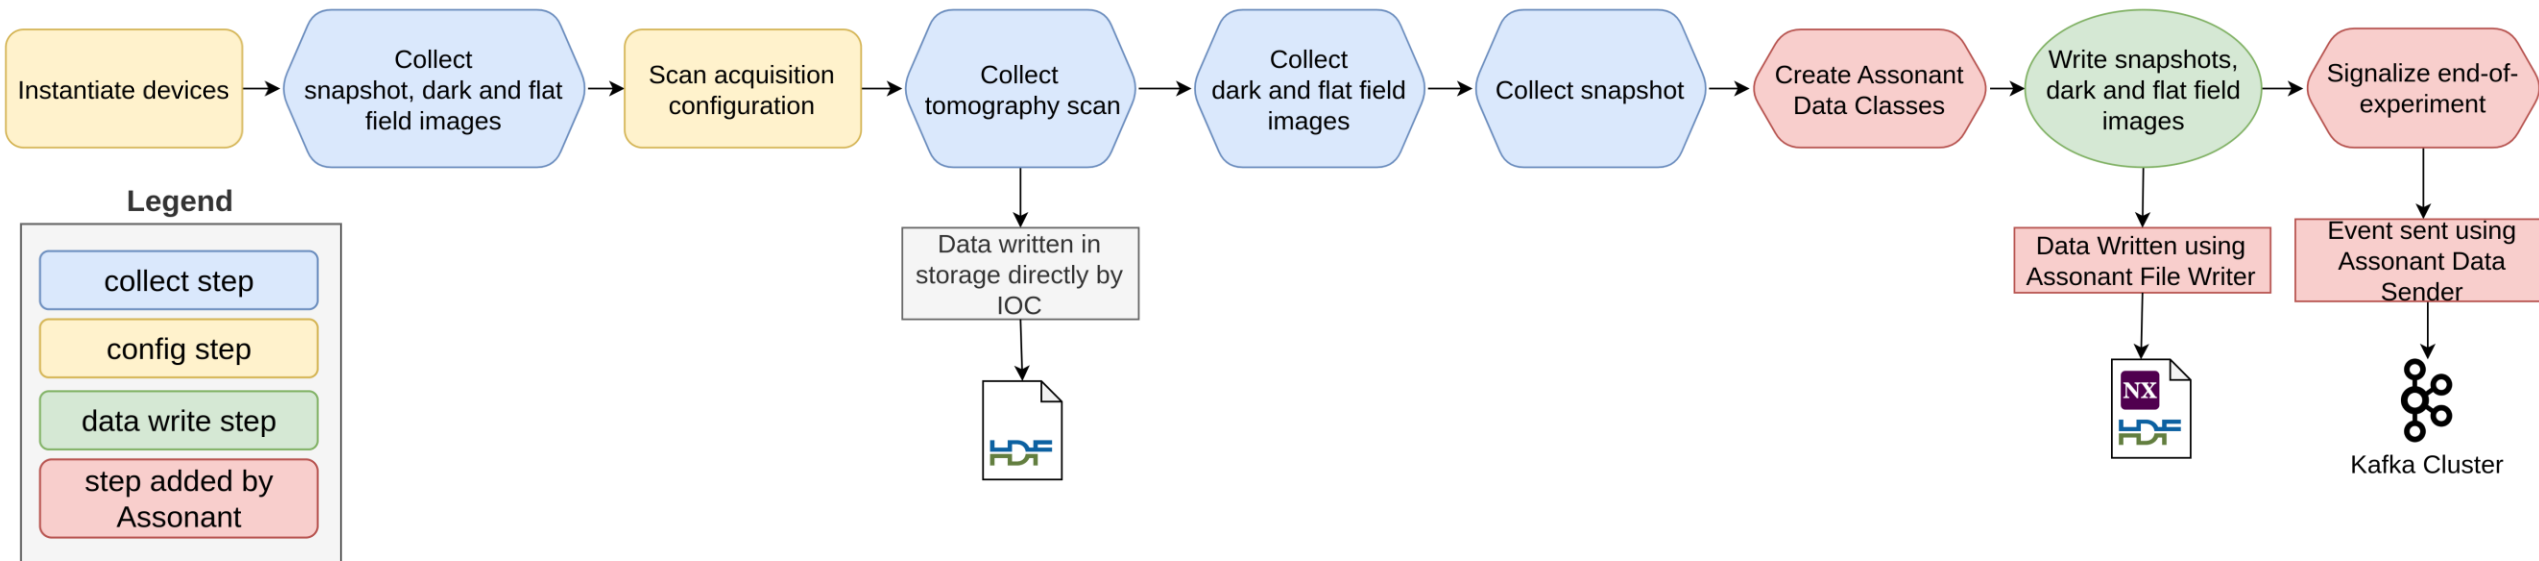 Instantiate devices
Collect
snapshot, dark and flat
field images
Scan acquisition
configuration
Collect
tomography scan
Collect
dark and flat field
images
Collect snapshot
Create Assonant
Data Classes
Write snapshots,
dark and flat field
images
Signalize end-of-
experiment
Data written in
storage directly by
IOC
Data Written using
Assonant File Writer
Event sent using
Assonant Data
Sender
HDF
NX
HDF
Kafka Cluster
Legend
collect step
config step
data write step
step added by
Assonant